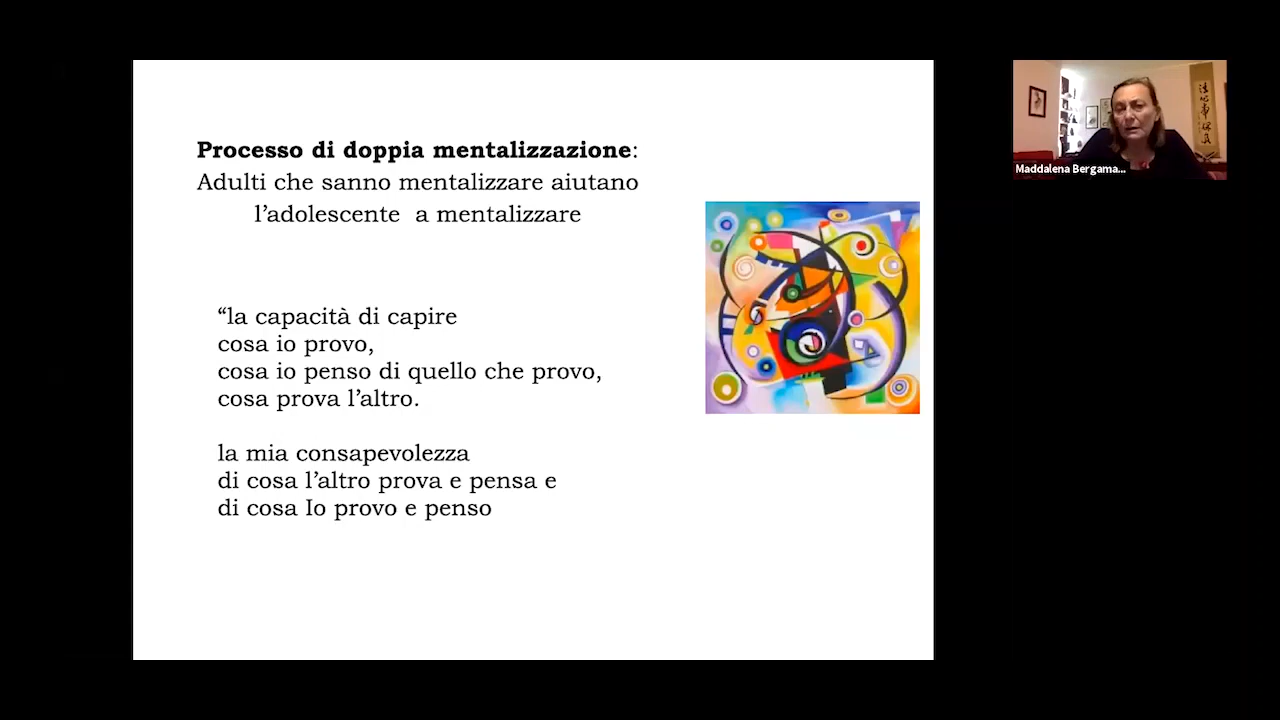 Processo di doppia mentalizzazione:
Adulti che sanno mentalizzare aiutano
l’adolescente a mentalizzare
“la capacità di capire
cosa io provo,
cosa io penso di quello che provo,
cosa prova l’altro.
la mia consapevolezza
di cosa l’altro prova e pensa e
di cosa Io provo e penso
Maddalena Bergama...